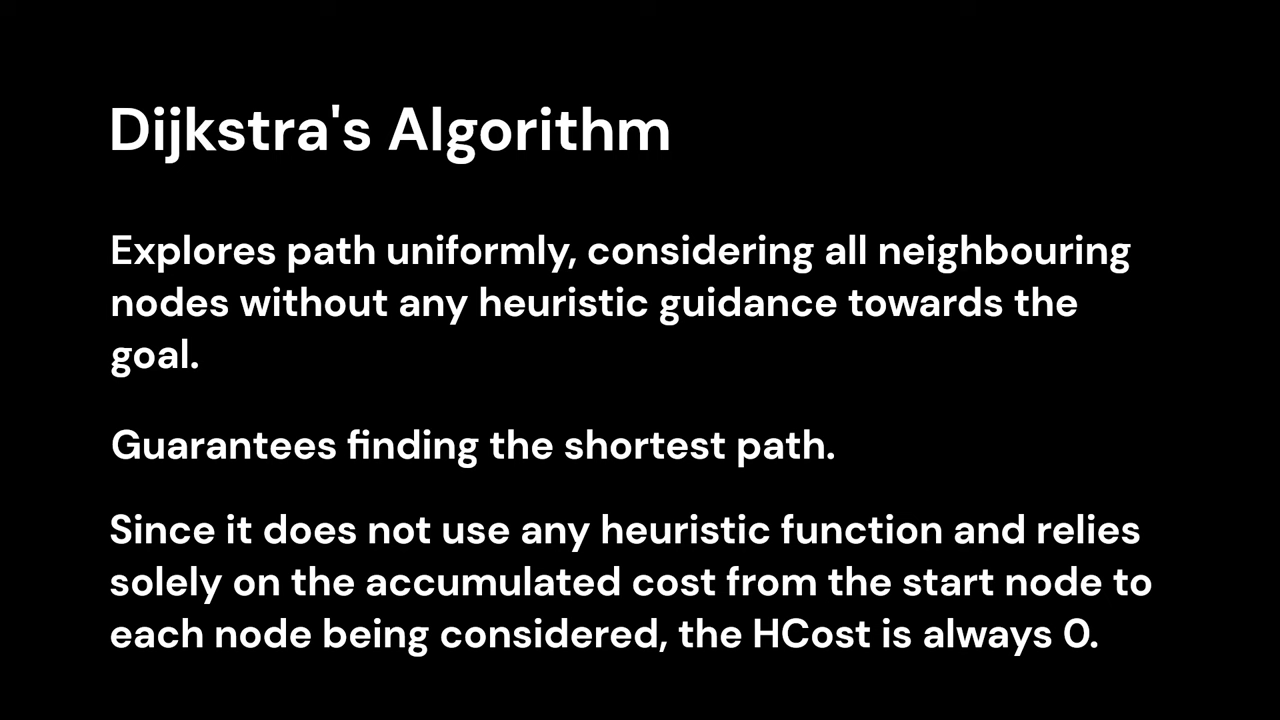 Dijkstra's Algorithm
Explores path uniformly, considering all neighbouring
nodes without any heuristic guidance towards the
goal.
Guarantees finding the shortest path.
Since it does not use any heuristic function and relies
solely on the accumulated cost from the start node to
each node being considered, the HCost is always 0.